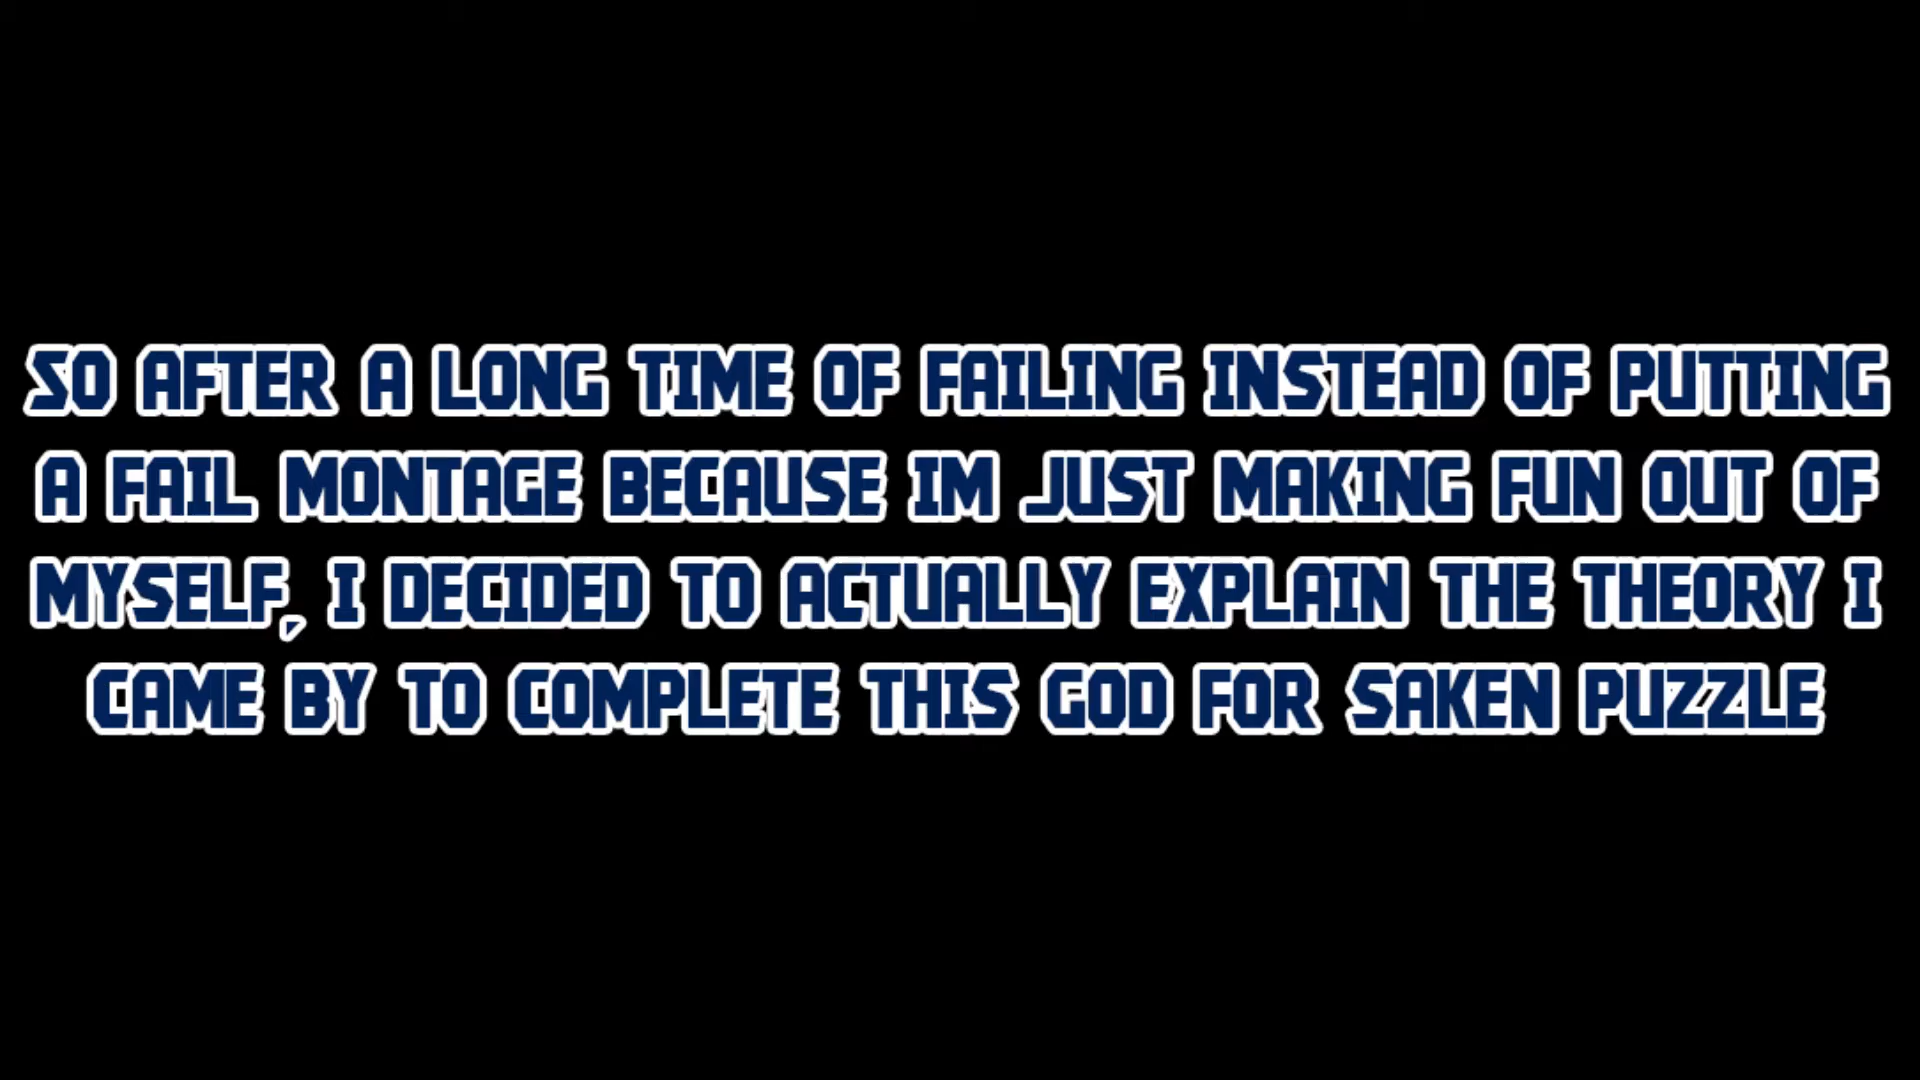 SO AFTER A LONG TIME OF FAILING INSTEAD OF PUTTING
A FAIL MONTAGE BECAUSE IM JUST MAKING FUN OUT OF
MYSELF, I DECIDED TO ACTUALLY EXPLAIN THE THEORY I
CAME BY TO COMPLETE THIS GOD FOR SAKEN PUZZLE